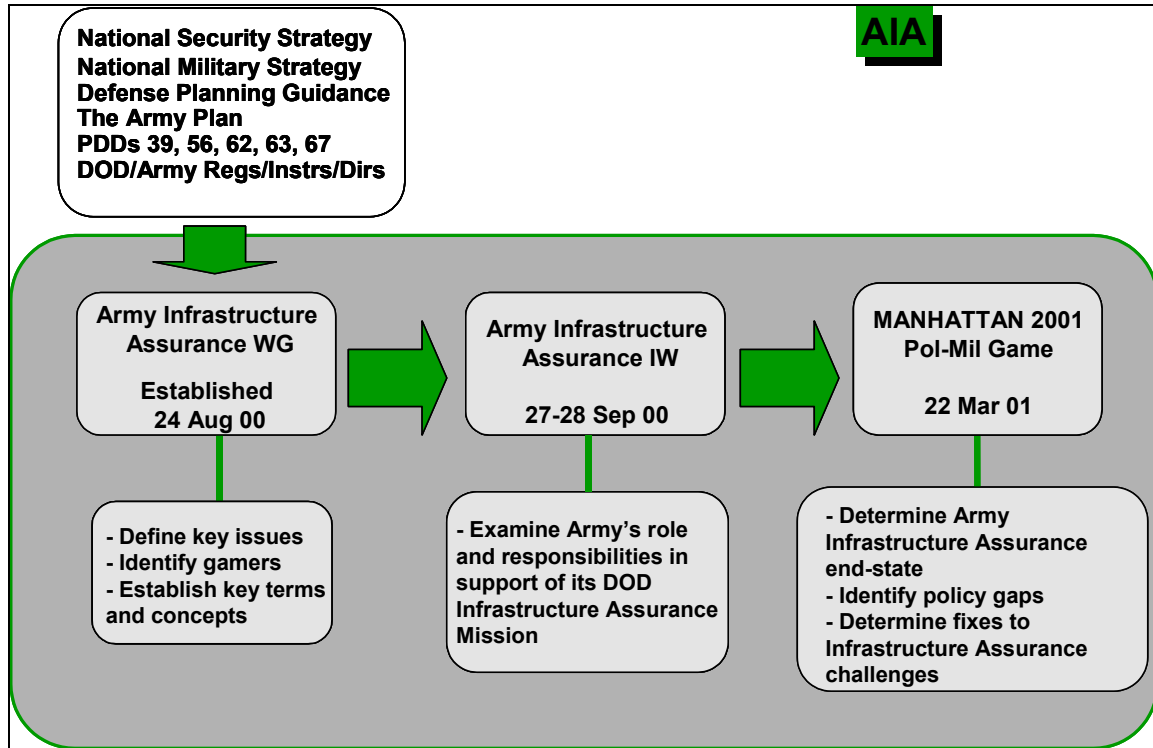 National Security Strategy
National Military Strategy
Defense Planning Guidance
The Army Plan
PDDs 39, 56, 62, 63, 67
DOD/Army Regs/Instrs/Dirs
AIA
Army Infrastructure
Assurance WG
Established
24 Aug 00
Army Infrastructure
Assurance IW
27-28 Sep 00
MANHATTAN 2001
Pol-Mil Game
22 Mar 01
- Define key issues
- Identify gamers
- Establish key terms
and concepts
- Examine Army's role
and responsibilities in
support of its DOD
Infrastructure Assurance
Mission
- Determine Army
Infrastructure Assurance
end-state
- Identify policy gaps
- Determine fixes to
Infrastructure Assurance
challenges